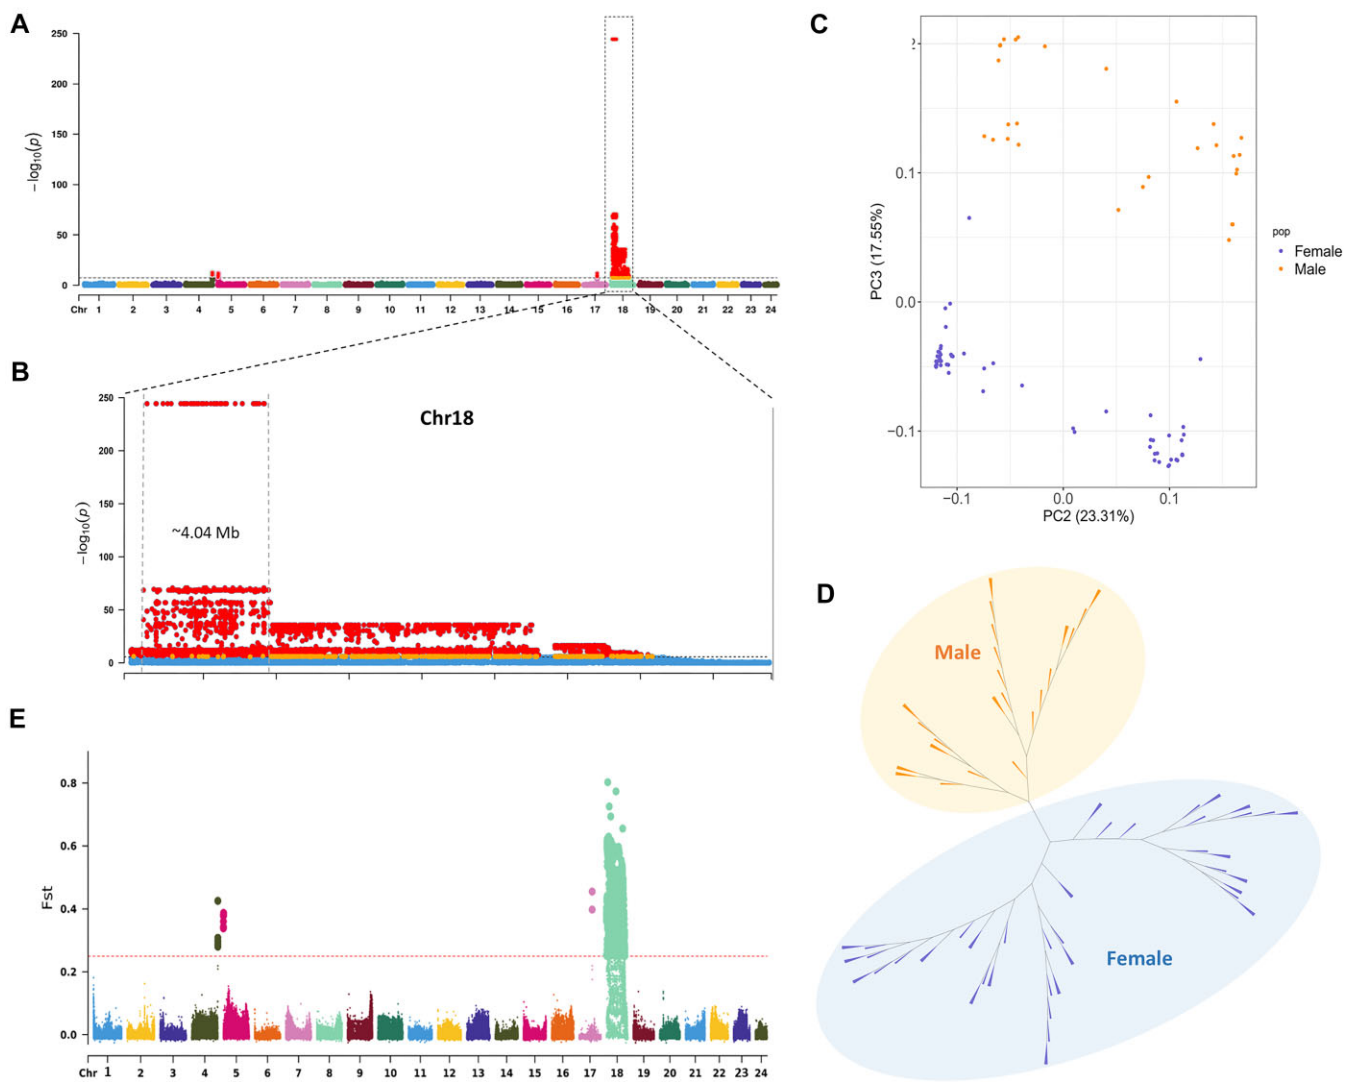 A
250
200
150
100
50
0
−log₁₀(p)
Chr 1 2 3 4 5 6 7 8 9 10 11 12 13 14 15 16 17 18 19 20 21 22 23 24
B
Chr18
250
200
150
100
50
0
−log₁₀(p)
~4.04 Mb
C
0.1
0.0
−0.1
PC3 (17.55%)
−0.1 0.0 0.1
PC2 (23.31%)
pop
Female
Male
D
Male
Female
E
0.8
0.6
0.4
0.2
0.0
Fst
Chr 1 2 3 4 5 6 7 8 9 10 11 12 13 14 15 16 17 18 19 20 21 22 23 24